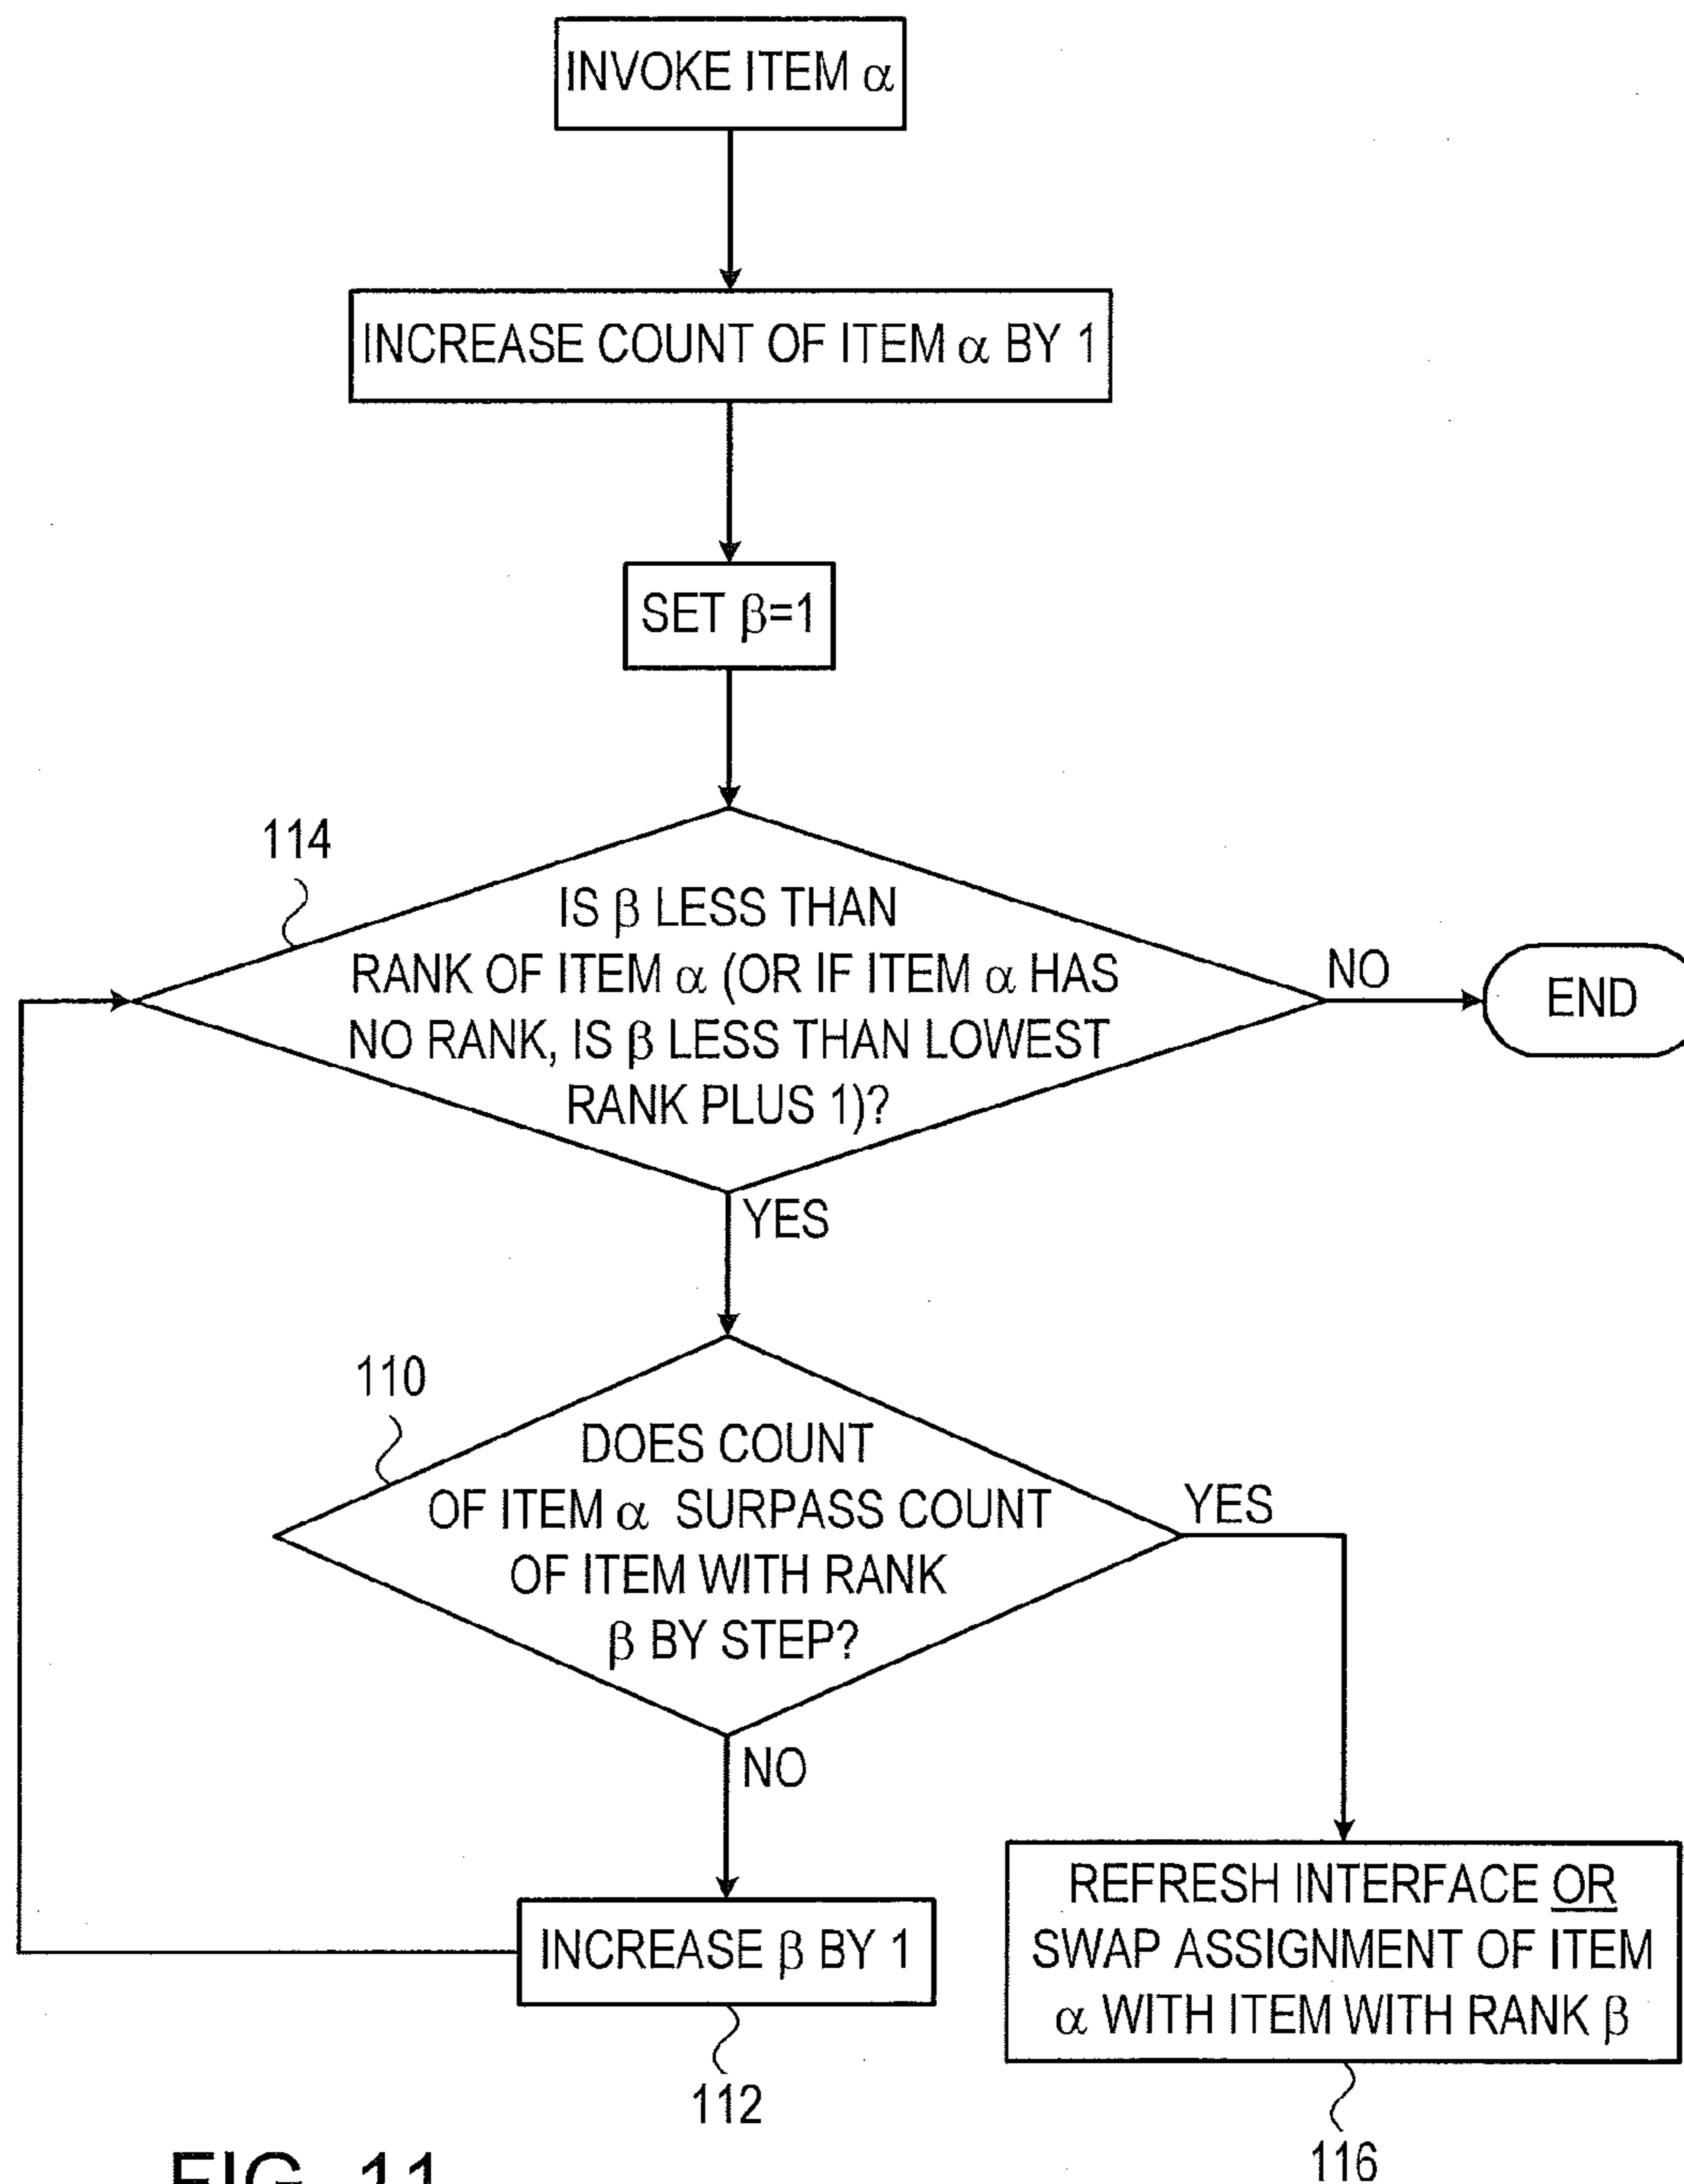 INVOKE ITEM α
INCREASE COUNT OF ITEM α BY 1
SET β=1
114
IS β LESS THAN
RANK OF ITEM α (OR IF ITEM α HAS
NO RANK, IS β LESS THAN LOWEST
RANK PLUS 1)?
NO
END
YES
110
DOES COUNT
OF ITEM α SURPASS COUNT
OF ITEM WITH RANK
β BY STEP?
YES
NO
INCREASE β BY 1
112
REFRESH INTERFACE OR
SWAP ASSIGNMENT OF ITEM
α WITH ITEM WITH RANK β
116
FIG. 11